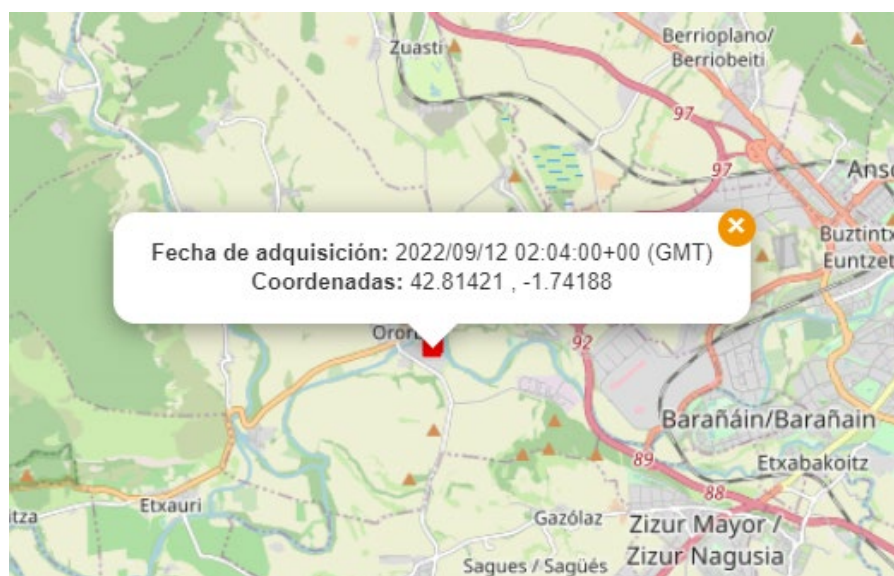 Zuasti
Berrioplano/
Berriobeiti
97
97
Fecha de adquisición: 2022/09/12 02:04:00+00 (GMT)
Coordenadas: 42.81421 , -1.74188
92
Barañáin/Barañain
89
Etxabakoitz
88
Etxauri
Gazólaz
Zizur Mayor /
Zizur Nagusia
Sagues / Sagüés